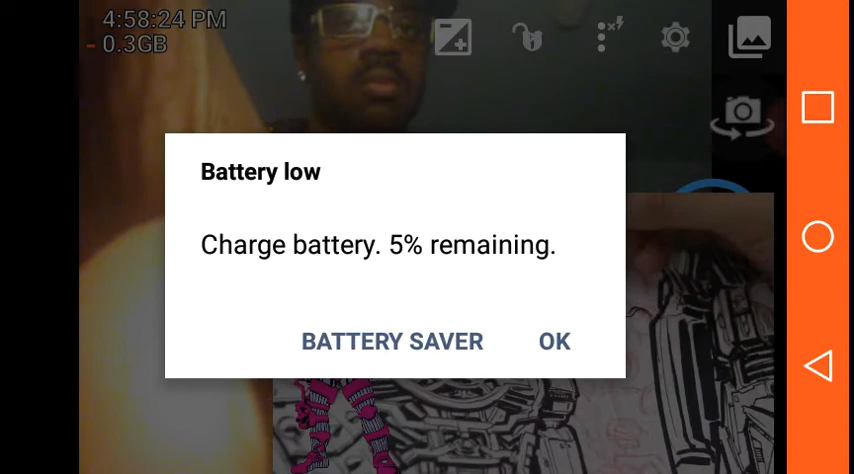 4:58:24 PM
- 0.3GB
Battery low
Charge battery. 5% remaining.
BATTERY SAVER OK